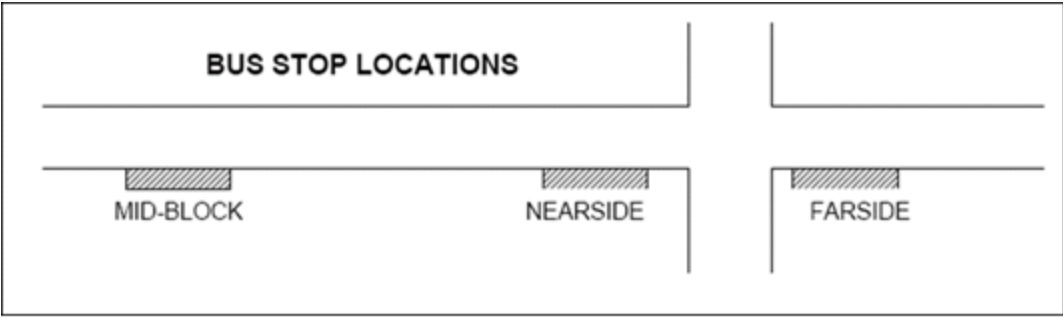 BUS STOP LOCATIONS
MID-BLOCK
NEARSIDE
FARSIDE